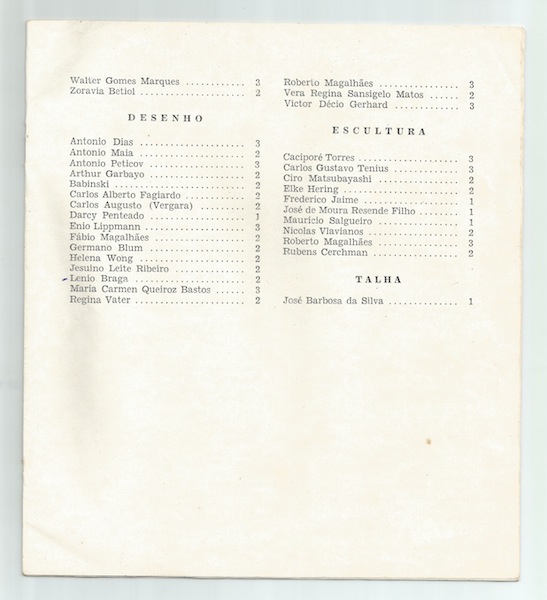 Walter Gomes Marques ............ 3
Zoravia Betiol ..................... 2
DESENHO
Antonio Dias ..................... 3
Antonio Maia ..................... 2
Antonio Peticov ................... 3
Arthur Garbayo ................... 2
Babinski .......................... 2
Carlos Alberto Fagiardo ........... 2
Carlos Augusto (Vergara) ......... 2
Darcy Penteado ................... 1
Enio Lippmann ................... 3
Fábio Magalhães ................. 2
Germano Blum ................... 2
Helena Wong ..................... 2
Jesuino Leite Ribeiro ............. 2
Lenio Braga ..................... 2
Maria Carmen Queiroz Bastos ...... 3
Regina Vater ..................... 2
Roberto Magalhães ............... 3
Vera Regina Sansigelo Matos ...... 2
Victor Décio Gerhard ............. 3
ESCULTURA
Caciporé Torres ................... 3
Carlos Gustavo Tenius ............. 3
Ciro Matsubayashi ............... 2
Elke Hering ..................... 2
Frederico Jaime ................. 1
José de Moura Resende Filho ........ 1
Maurício Salgueiro ............... 1
Nicolas Vlavianos ................. 2
Roberto Magalhães ............... 3
Rubens Cerchman ................. 2
TALHA
José Barbosa da Silva ............. 1